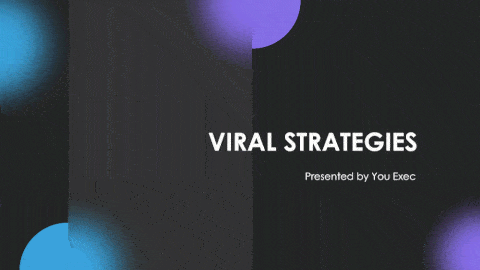 VIRAL STRATEGIES
Presented by You Exec